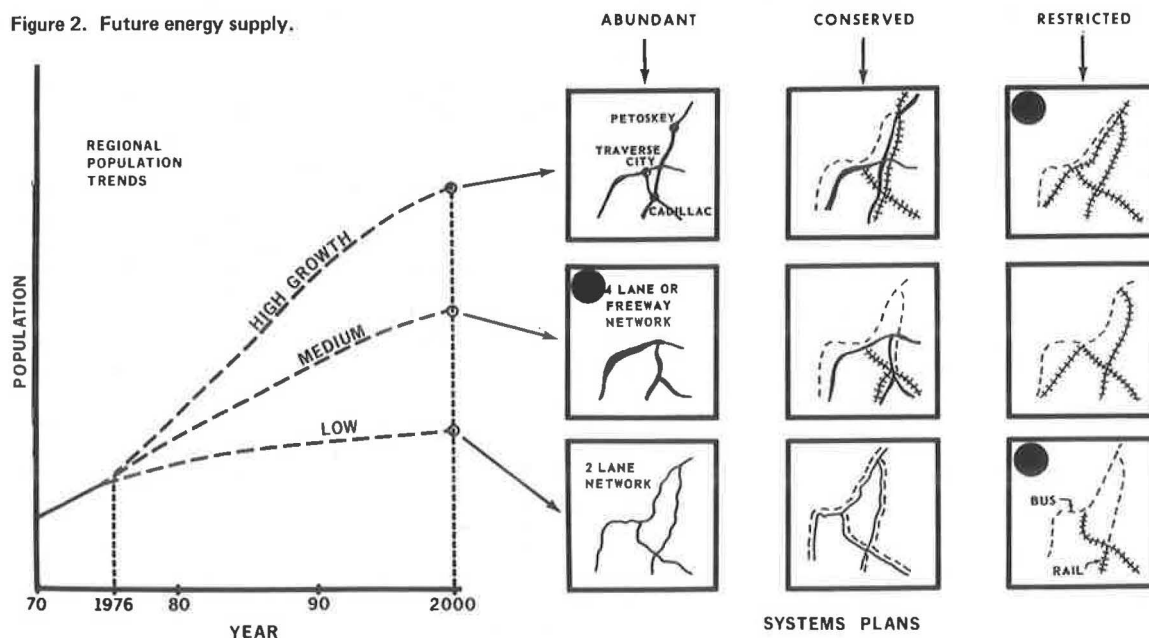 Figure 2. Future energy supply.
ABUNDANT
CONSERVED
RESTRICTED
REGIONAL
POPULATION
TRENDS
HIGH GROWTH
MEDIUM
LOW
POPULATION
70
1976
80
90
2000
YEAR
PETOSKEY
TRAVERSE
CITY
CADILLAC
4 LANE OR
FREEWAY
NETWORK
2 LANE
NETWORK
BUS
RAIL
SYSTEMS PLANS